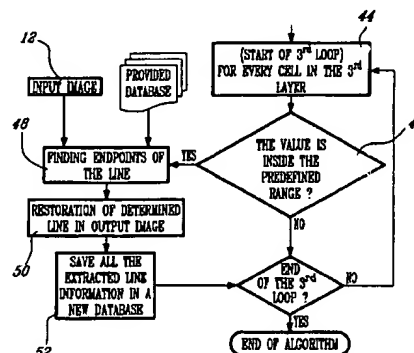 44
(START OF 3rd LOOP)
FOR EVERY CELL IN THE 3rd
LAYER
12
INPUT IMAGE
PROVIDED
DATABASE
48
FINDING ENDPOINTS OF
THE LINE
YES
THE VALUE IS
INSIDE THE
PREDEFINED
RANGE ?
4
NO
RESTORATION OF DETERMINED
LINE IN OUTPUT IMAGE
50
SAVE ALL THE
EXTRACTED LINE
INFORMATION IN A
NEW DATABASE
52
END
OF THE 3rd
LOOP ?
NO
YES
END OF ALGORITHM